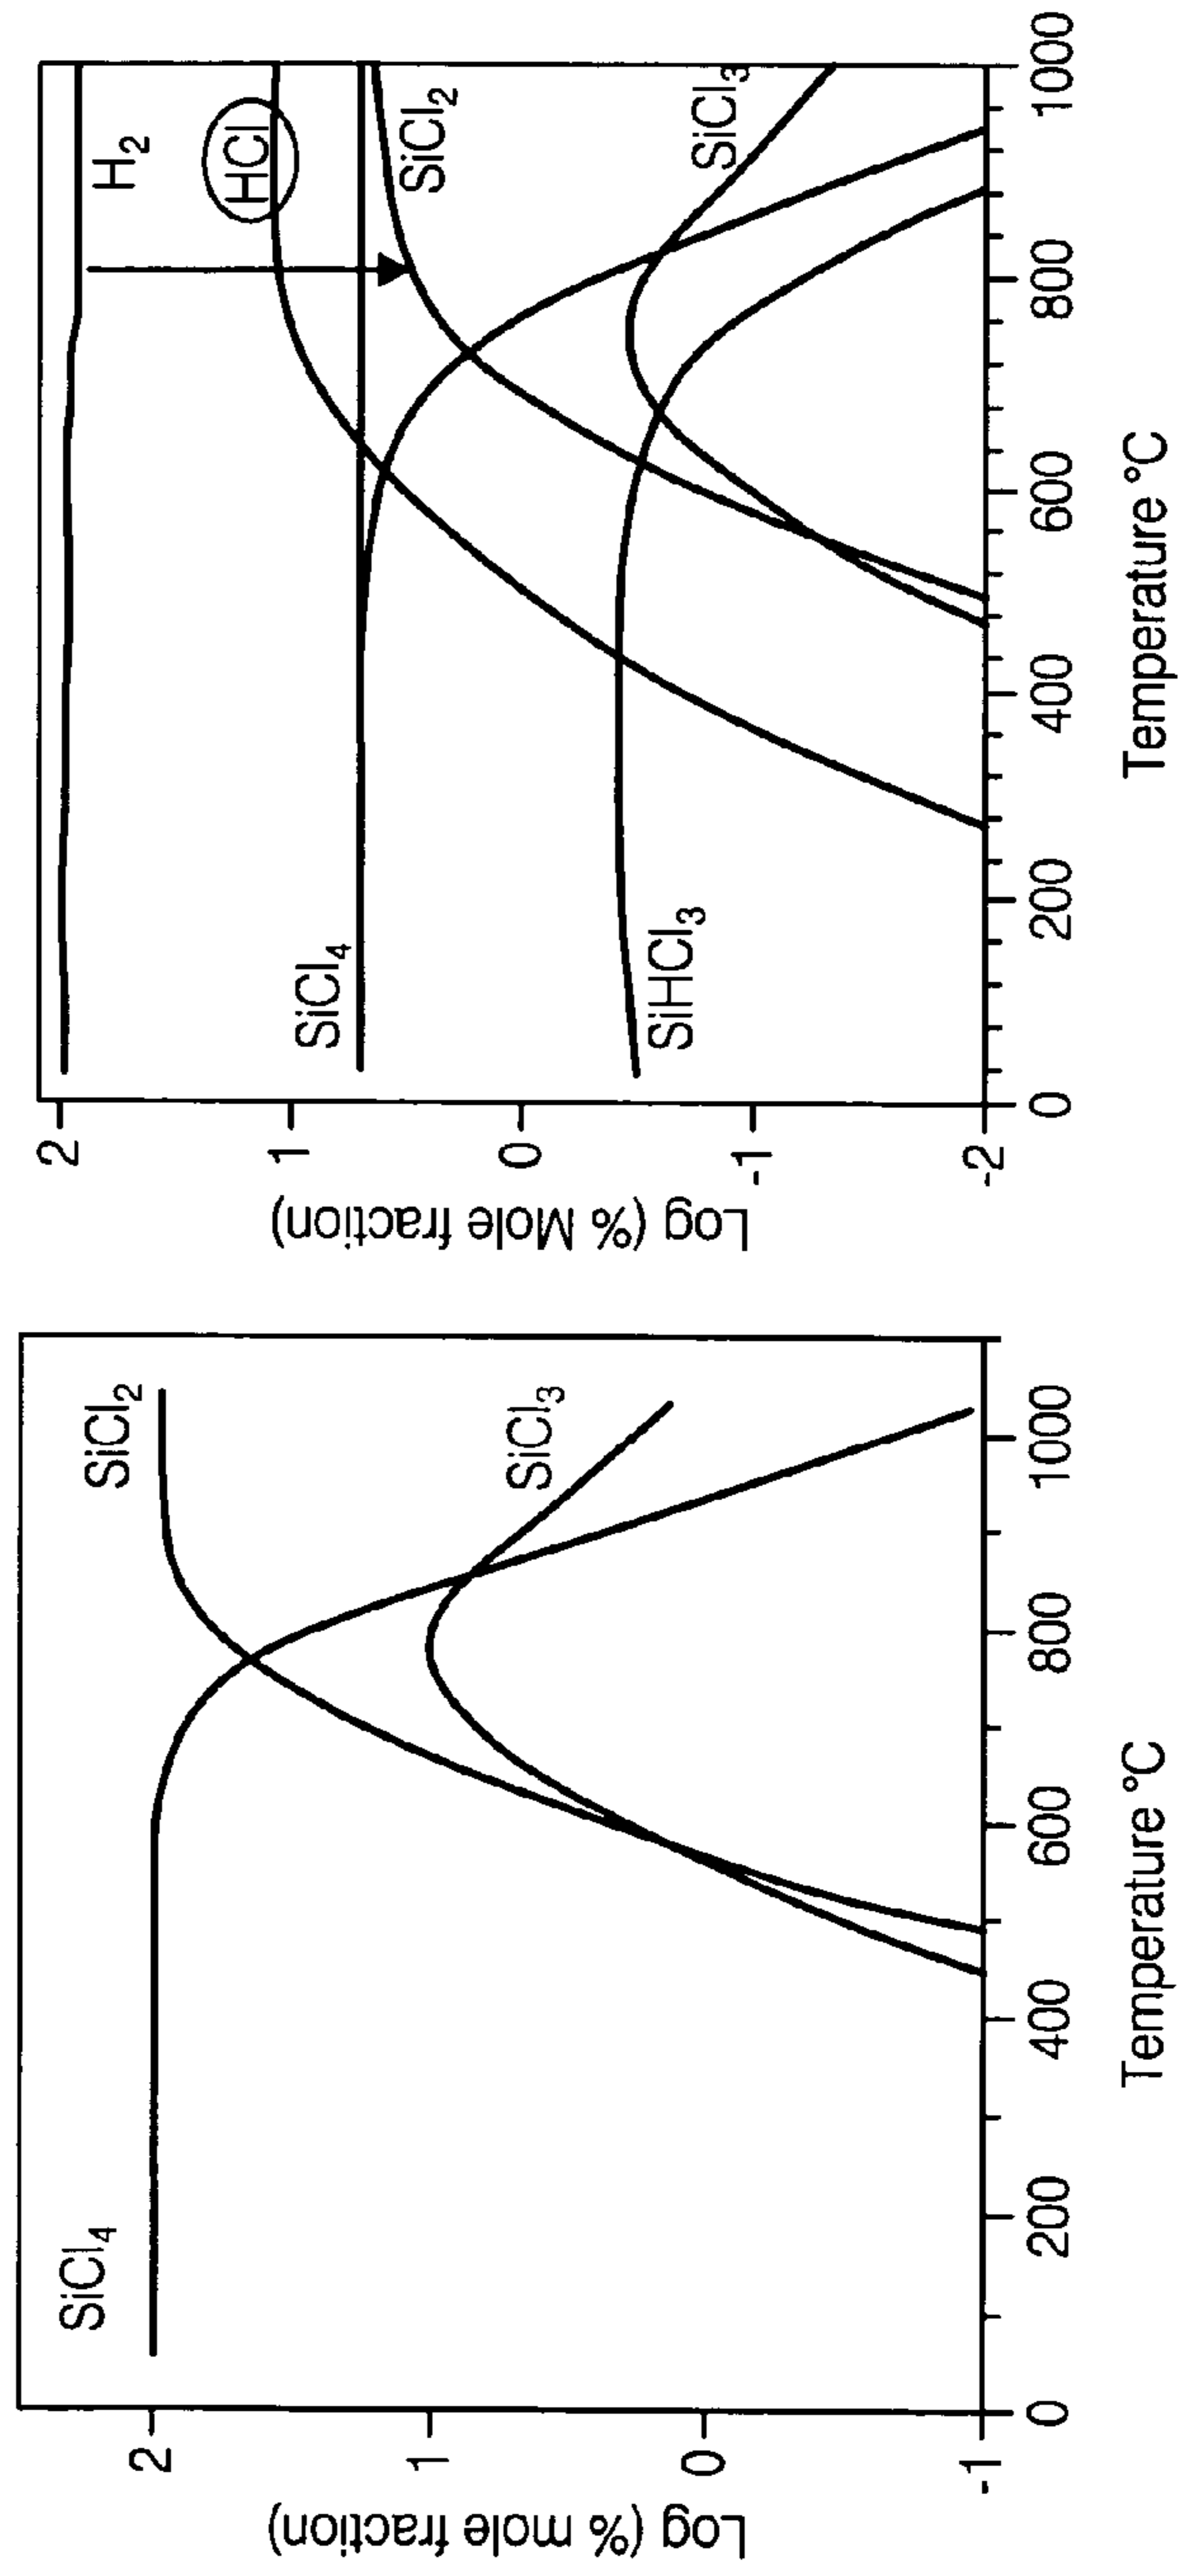 Log (% mole fraction)
2
1
0
-1
SiCl4
SiCl2
SiCl3
0
200
400
600
800
1000
Temperature °C
Log (% Mole fraction)
2
1
0
-1
-2
H2
HCl
SiCl4
SiCl2
SiHCl3
SiCl3
0
200
400
600
800
1000
Temperature °C